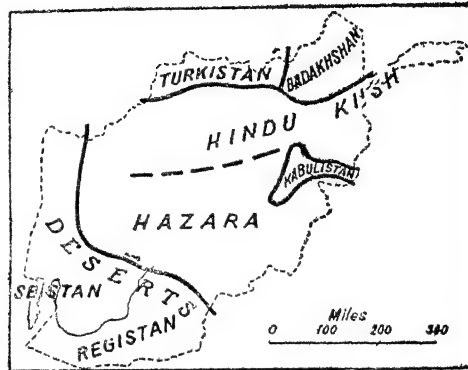 TURKISTAN
BADAKHSHAN
HINDU KUSH
KABULISTAN
HAZARA
DESERTS
SEISTAN
REGISTAN
Miles
0 100 200 300